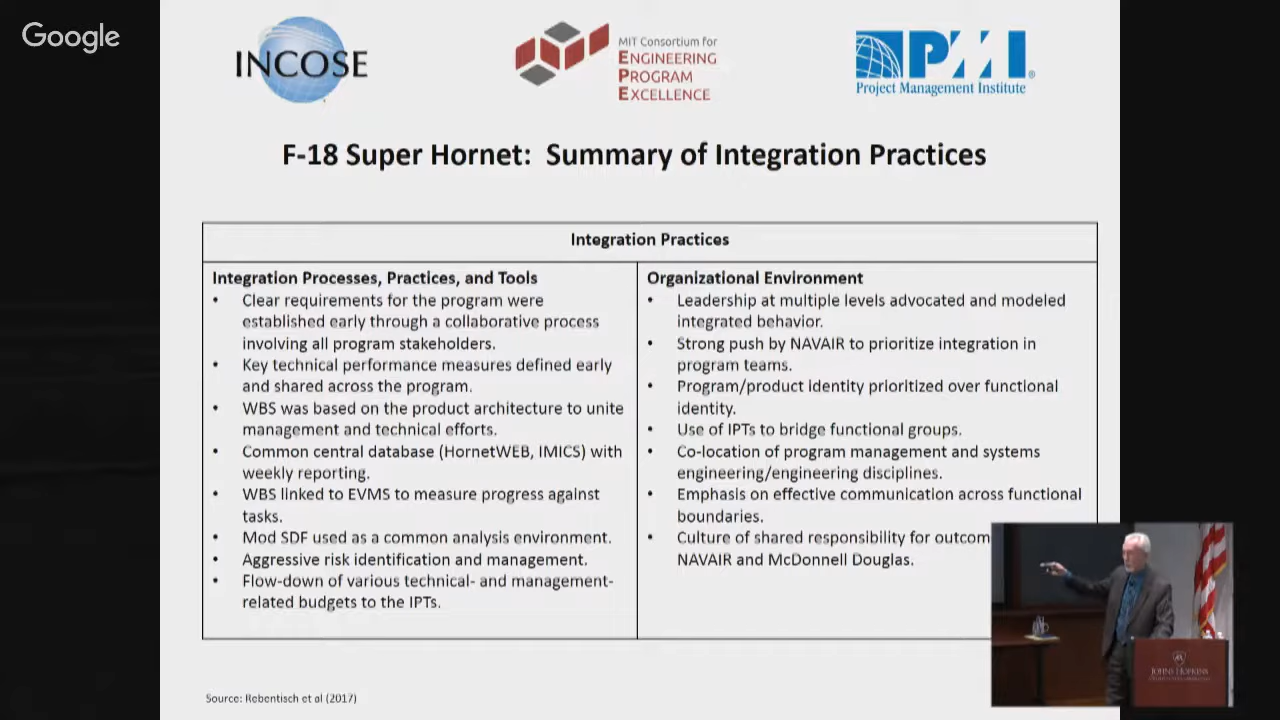 Google
INCOSE
MIT Consortium for
ENGINEERING
PROGRAM
EXCELLENCE
PMI
®
Project Management Institute
F-18 Super Hornet: Summary of Integration Practices
Integration Practices
Integration Processes, Practices, and Tools
• Clear requirements for the program were
established early through a collaborative process
involving all program stakeholders.
• Key technical performance measures defined early
and shared across the program.
• WBS was based on the product architecture to unite
management and technical efforts.
• Common central database (HornetWEB, IMICS) with
weekly reporting.
• WBS linked to EVMS to measure progress against
tasks.
• Mod SDF used as a common analysis environment.
• Aggressive risk identification and management.
• Flow-down of various technical- and management-
related budgets to the IPTs.
Organizational Environment
• Leadership at multiple levels advocated and modeled
integrated behavior.
• Strong push by NAVAIR to prioritize integration in
program teams.
• Program/product identity prioritized over functional
identity.
• Use of IPTs to bridge functional groups.
• Co-location of program management and systems
engineering/engineering disciplines.
• Emphasis on effective communication across functional
boundaries.
• Culture of shared responsibility for outcom
NAVAIR and McDonnell Douglas.
JOHNS HOPKINS
Source: Rebentisch et al (2017)